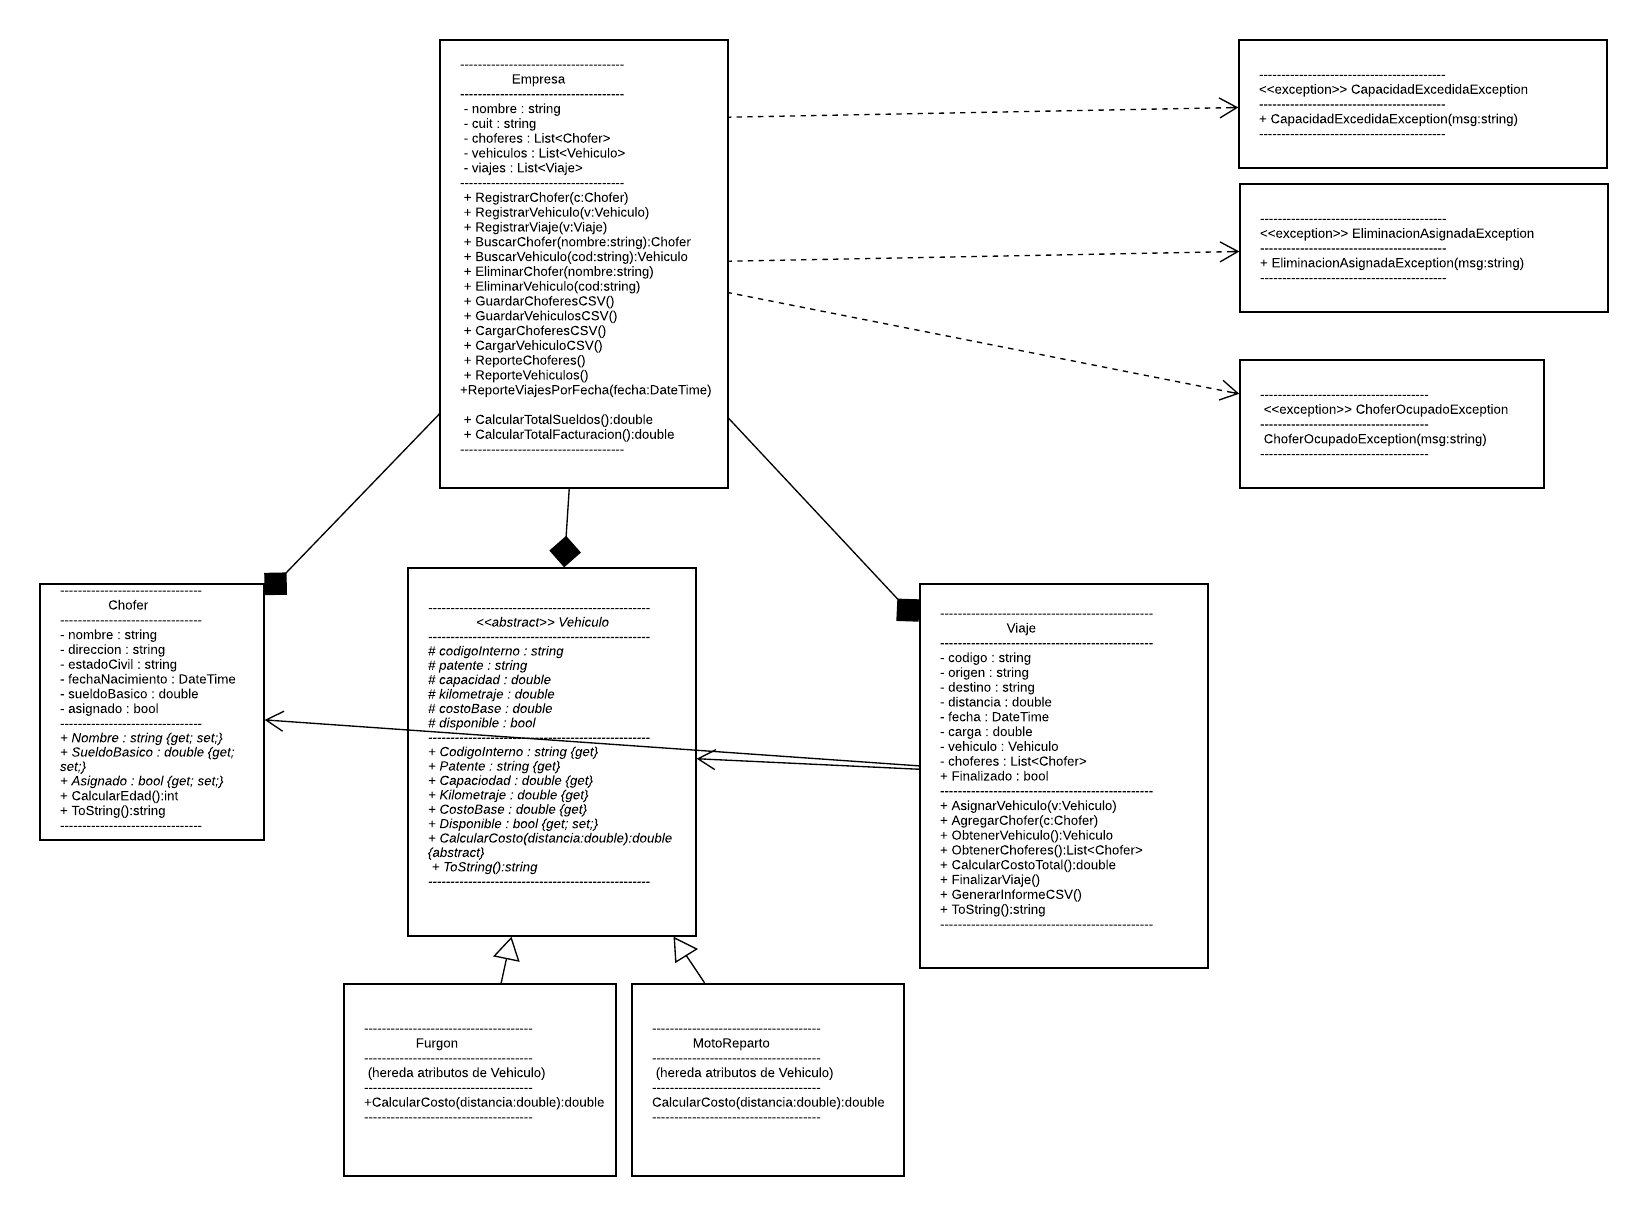 Empresa
- nombre : string
- cuit : string
- choferes : List<Chofer>
- vehiculos : List<Vehiculo>
- viajes : List<Viaje>
+ RegistrarChofer(c:Chofer)
+ RegistrarVehiculo(v:Vehiculo)
+ RegistrarViaje(v:Viaje)
+ BuscarChofer(nombre:string):Chofer
+ BuscarVehiculo(cod:string):Vehiculo
+ EliminarChofer(nombre:string)
+ EliminarVehiculo(cod:string)
+ GuardarChoferesCSV()
+ GuardarVehiculosCSV()
+ CargarChoferesCSV()
+ CargarVehiculoCSV()
+ ReporteChoferes()
+ ReporteVehiculos()
+ReporteViajesPorFecha(fecha:DateTime)
+ CalcularTotalSueldos():double
+ CalcularTotalFacturacion():double
<<exception>> CapacidadExcedidaException
+ CapacidadExcedidaException(msg:string)
<<exception>> EliminacionAsignadaException
+ EliminacionAsignadaException(msg:string)
<<exception>> ChoferOcupadoException
ChoferOcupadoException(msg:string)
Chofer
- nombre : string
- direccion : string
- estadoCivil : string
- fechaNacimiento : DateTime
- sueldoBasico : double
- asignado : bool
+ Nombre : string {get; set;}
+ SueldoBasico : double {get;
set;}
+ Asignado : bool {get; set;}
+ CalcularEdad():int
+ ToString():string
<<abstract>> Vehiculo
# codigoInterno : string
# patente : string
# capacidad : double
# kilometraje : double
# costoBase : double
# disponible : bool
+ CodigoInterno : string {get}
+ Patente : string {get}
+ Capaciodad : double {get}
+ Kilometraje : double {get}
+ CostoBase : double {get}
+ Disponible : bool {get; set;}
+ CalcularCosto(distancia:double):double
{abstract}
+ ToString():string
Viaje
- codigo : string
- origen : string
- destino : string
- distancia : double
- fecha : DateTime
- carga : double
- vehiculo : Vehiculo
- choferes : List<Chofer>
+ Finalizado : bool
+ AsignarVehiculo(v:Vehiculo)
+ AgregarChofer(c:Chofer)
+ ObtenerVehiculo():Vehiculo
+ ObtenerChoferes():List<Chofer>
+ CalcularCostoTotal():double
+ FinalizarViaje()
+ GenerarInformeCSV()
+ ToString():string
Furgon
(hereda atributos de Vehiculo)
+CalcularCosto(distancia:double):double
MotoReparto
(hereda atributos de Vehiculo)
CalcularCosto(distancia:double):double